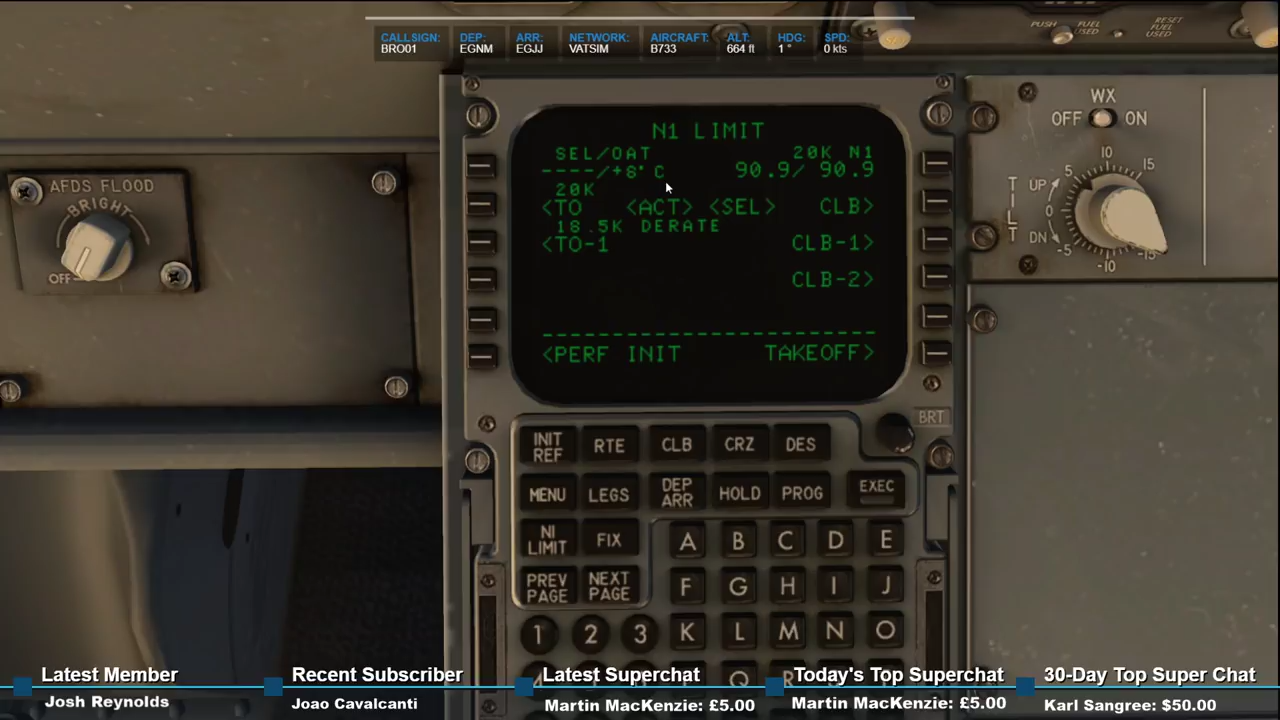 CALLSIGN: DEP: ARR: NETWORK: AIRCRAFT: ALT: HDG: SPD:
BRO01 EGNM EGJJ VATSIM B733 664 ft 1 ° 0 kts
PUSH FUEL USED RESET FUEL USED
WX
OFF ON
AFDS FLOOD
BRIGHT
OFF
N1 LIMIT
SEL/OAT 20K N1
----/+8°C 90.9/ 90.9
20K
<TO <ACT> <SEL> CLB>
18.5K DERATE
<TO-1 CLB-1>
CLB-2>
<PERF INIT TAKEOFF>
TILT
UP
DN
15 10 5 0 -5 -10 -15
BRT
INIT REF RTE CLB CRZ DES
MENU LEGS DEP ARR HOLD PROG EXEC
N1 LIMIT FIX
A B C D E
PREV PAGE NEXT PAGE
F G H I J
1 2 3 K L M N O
Q
Latest Member Recent Subscriber Latest Superchat Today's Top Superchat 30-Day Top Super Chat
Josh Reynolds Joao Cavalcanti Martin MacKenzie: £5.00 Martin MacKenzie: £5.00 Karl Sangree: $50.00